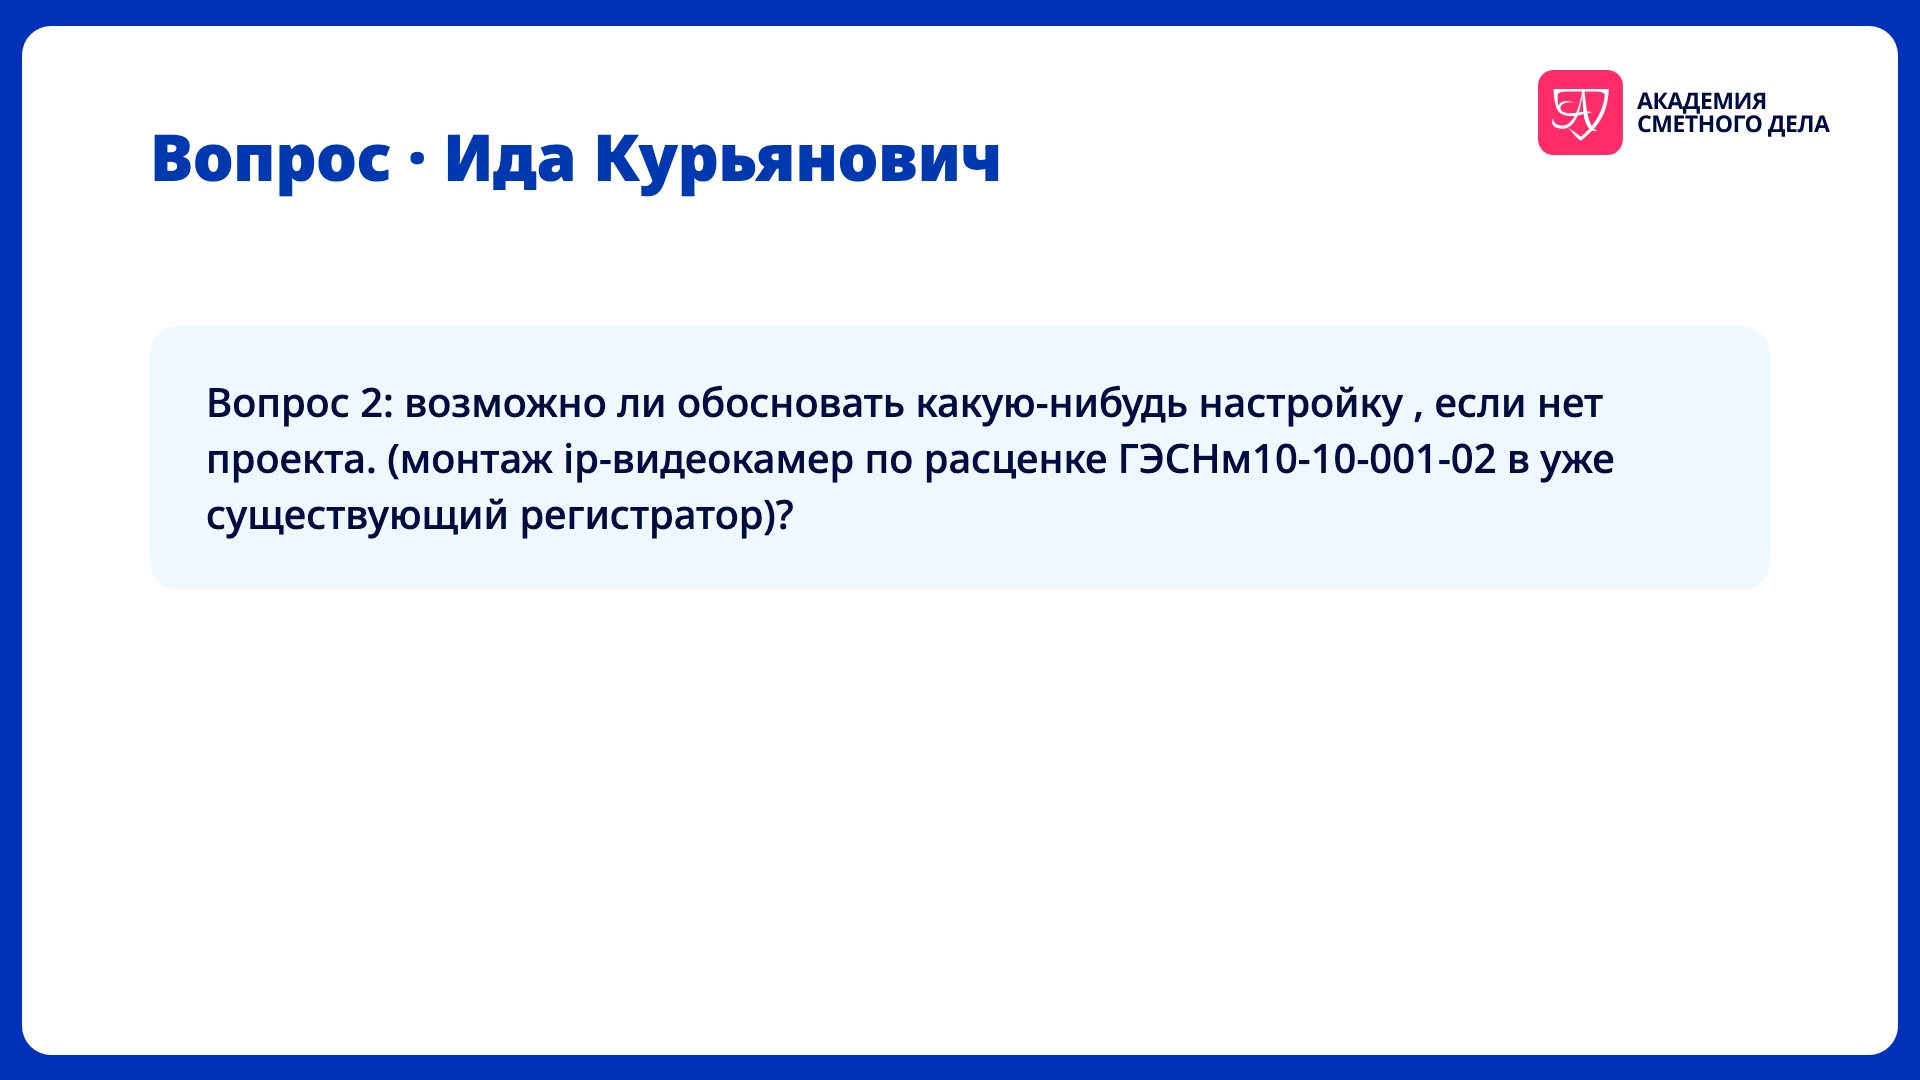 АКАДЕМИЯ
СМЕТНОГО ДЕЛА
Вопрос · Ида Курьянович
Вопрос 2: возможно ли обосновать какую-нибудь настройку , если нет
проекта. (монтаж ip-видеокамер по расценке ГЭСНм10-10-001-02 в уже
существующий регистратор)?